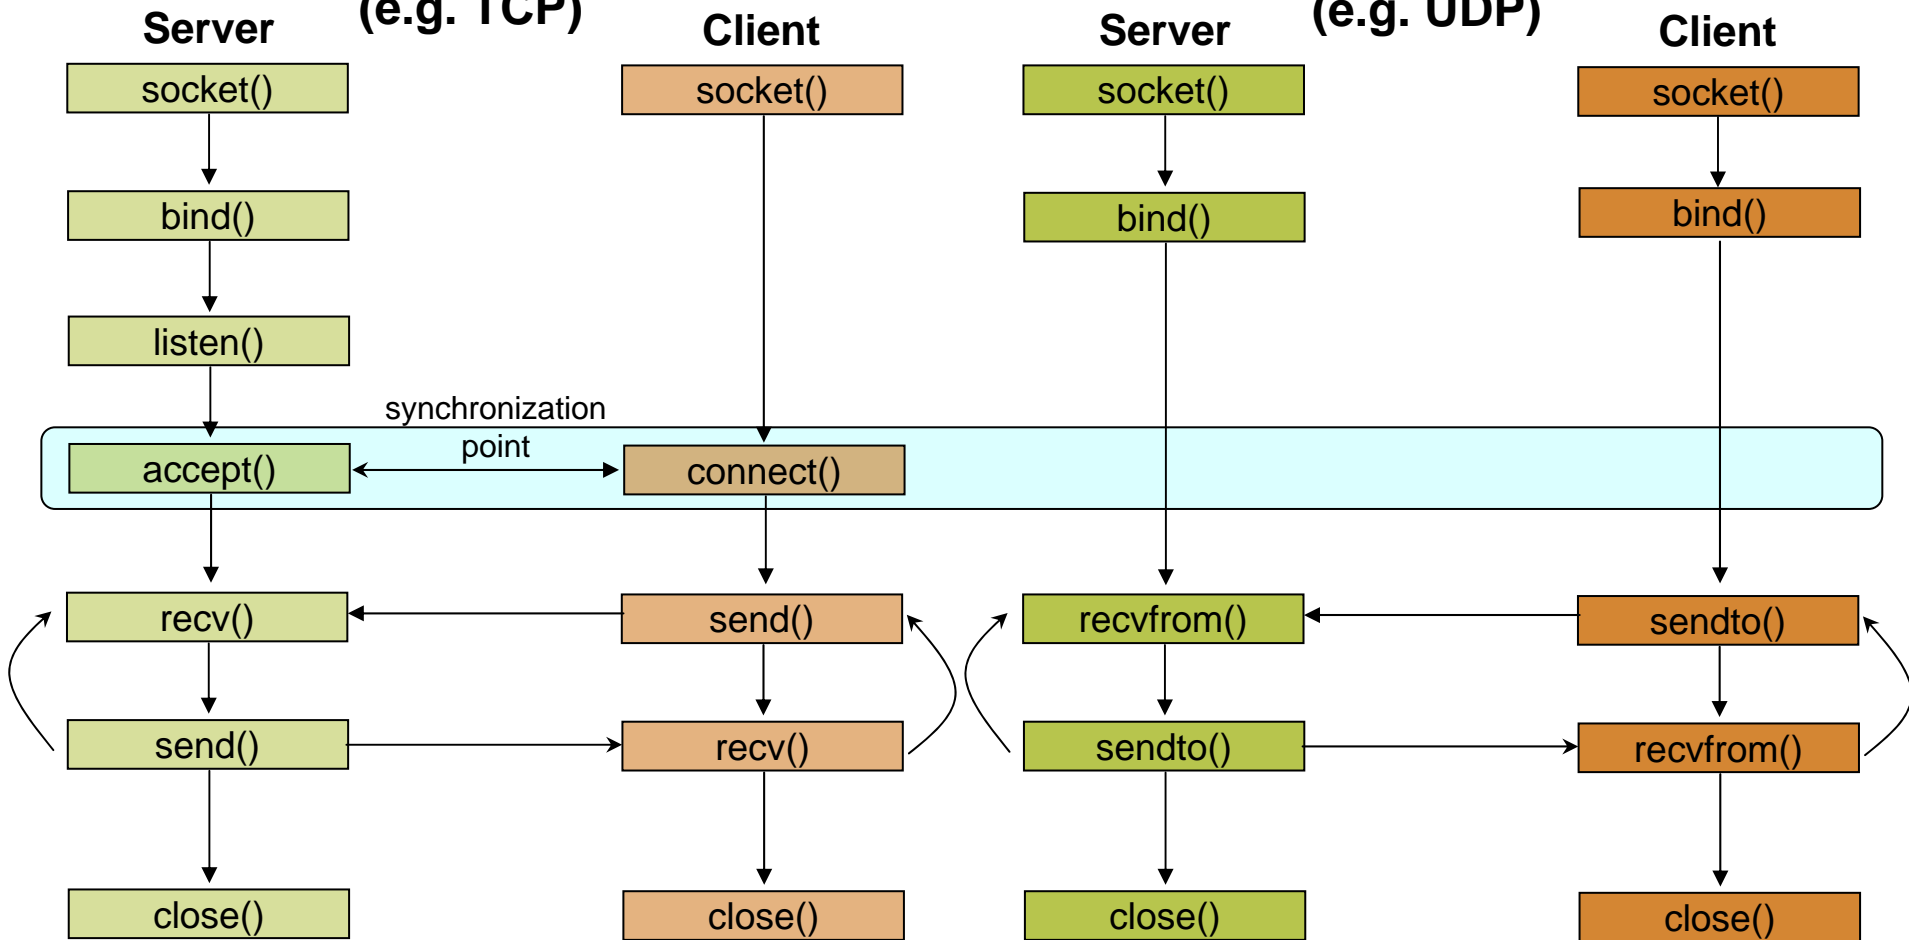 (e.g. TCP)
(e.g. UDP)
Server
Client
Server
Client
socket()
socket()
socket()
socket()
bind()
bind()
bind()
listen()
synchronization
point
accept()
connect()
recv()
send()
recvfrom()
sendto()
send()
recv()
sendto()
recvfrom()
close()
close()
close()
close()